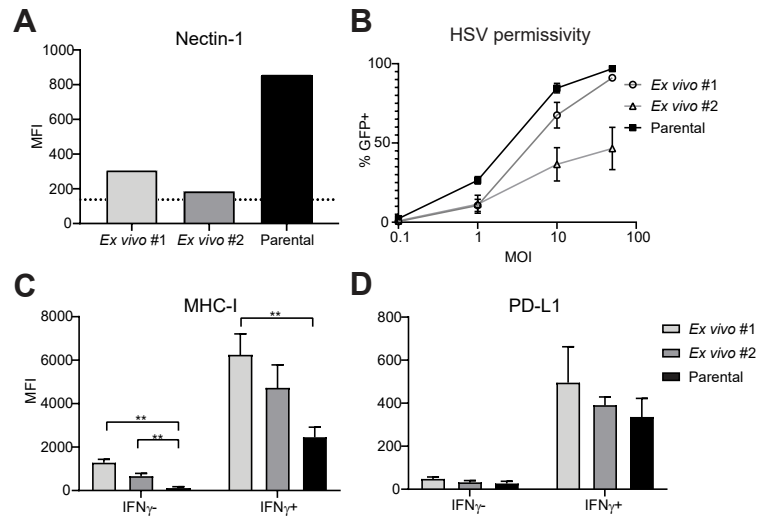 A
Nectin-1
MFI
1000
800
600
400
200
0
Ex vivo #1
Ex vivo #2
Parental
B
HSV permissivity
% GFP+
100
50
0
0.1
1
10
100
MOI
Ex vivo #1
Ex vivo #2
Parental
C
MHC-I
MFI
8000
6000
4000
2000
0
**
**
**
IFNγ-
IFNγ+
D
PD-L1
800
600
400
200
0
IFNγ-
IFNγ+
Ex vivo #1
Ex vivo #2
Parental